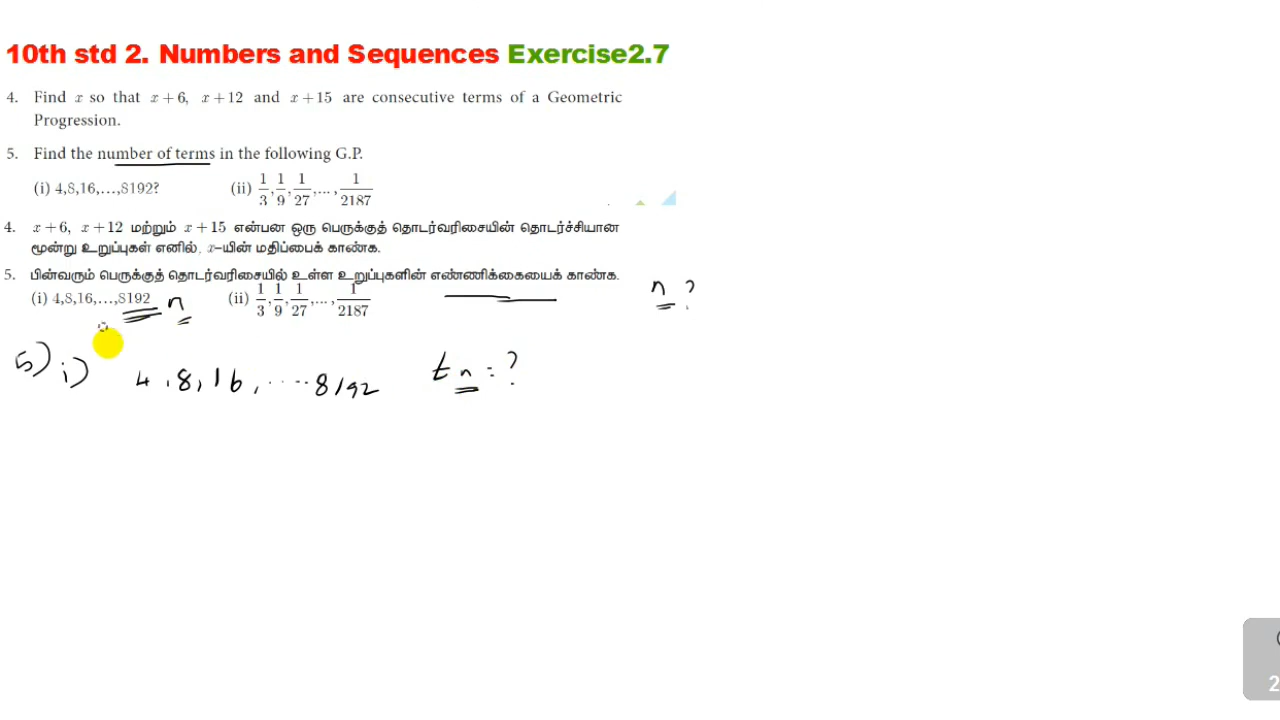 10th std 2. Numbers and Sequences Exercise2.7
4. Find x so that x + 6, x + 12 and x + 15 are consecutive terms of a Geometric
Progression.
5. Find the number of terms in the following G.P.
(i) 4,8,16,...,8192? (ii) 1/3, 1/9, 1/27, ..., 1/2187
4. x + 6, x + 12 மற்றும் x + 15 என்பன ஒரு பெருக்குத் தொடர்வரிசையின் தொடர்ச்சியான
மூன்று உறுப்புகள் எனில், x-யின் மதிப்பைக் காண்க.
5. பின்வரும் பெருக்குத் தொடர்வரிசையில் உள்ள உறுப்புகளின் எண்ணிக்கையைக் காண்க.
(i) 4,8,16,...,8192 n (ii) 1/3, 1/9, 1/27, ..., 1/2187
n ?
5) i) 4, 8, 16, .... 8192 tn = ?
2